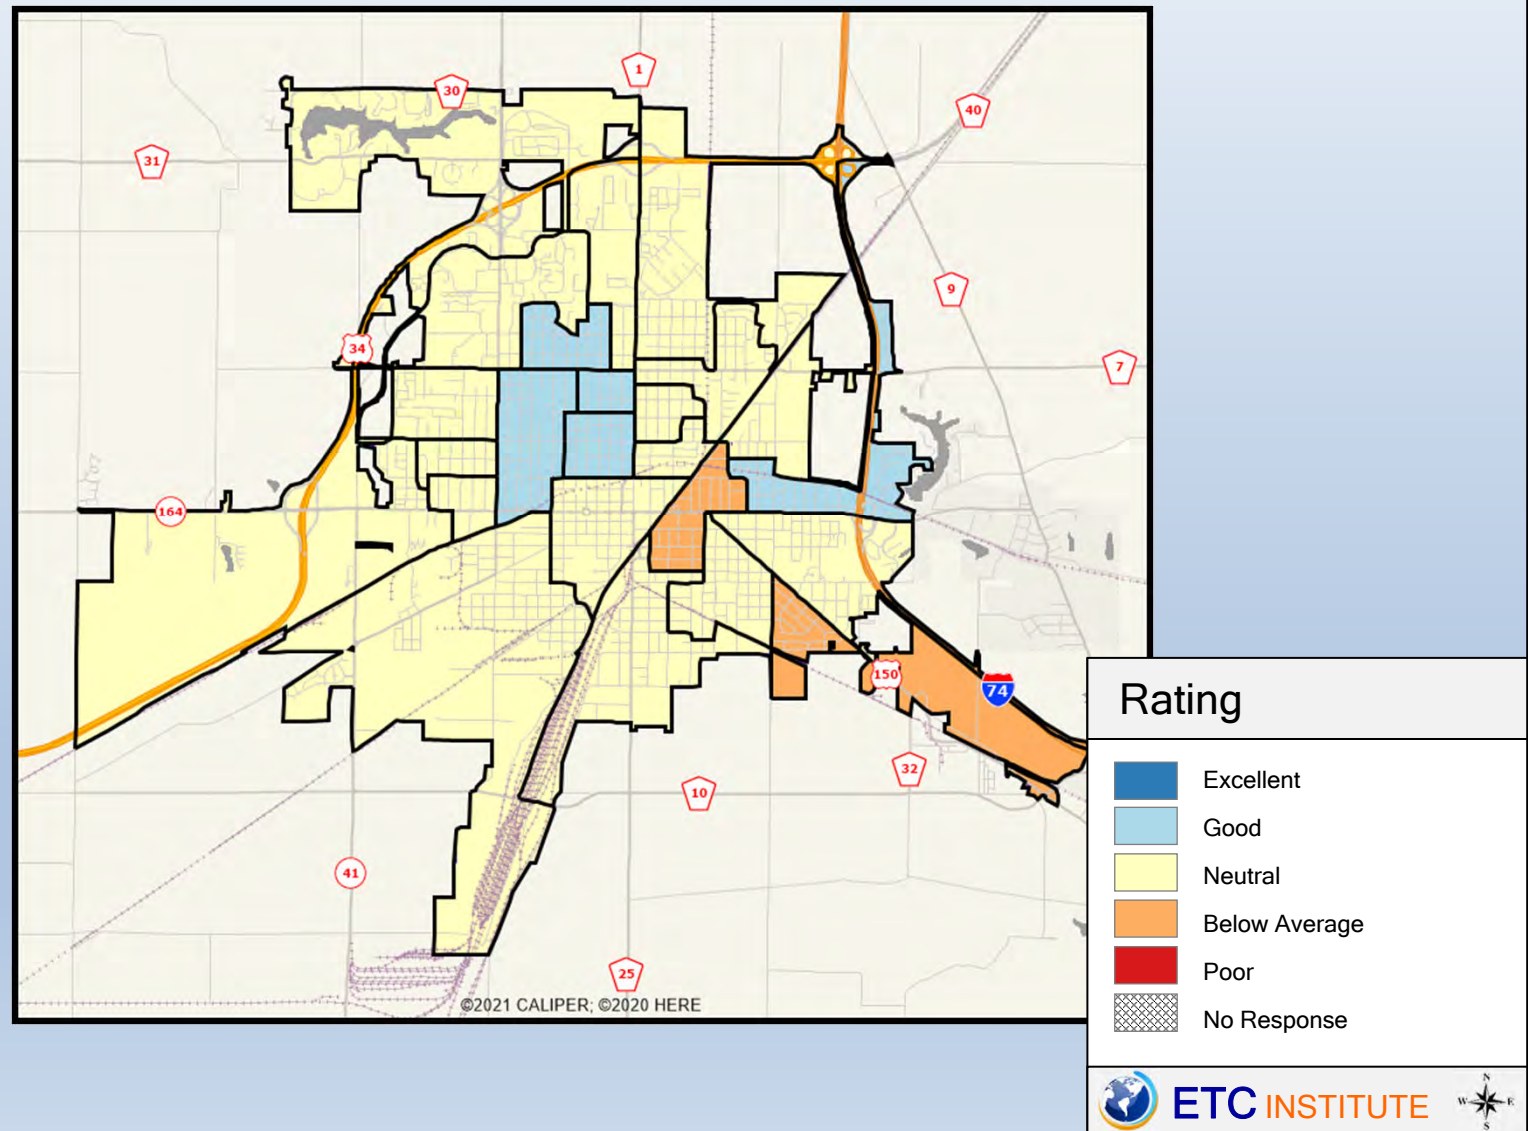 1
30
40
31
9
34
7
164
150
74
32
10
41
25
©2021 CALIPER; ©2020 HERE
Rating
Excellent
Good
Neutral
Below Average
Poor
No Response
ETC INSTITUTE
N
W E
S